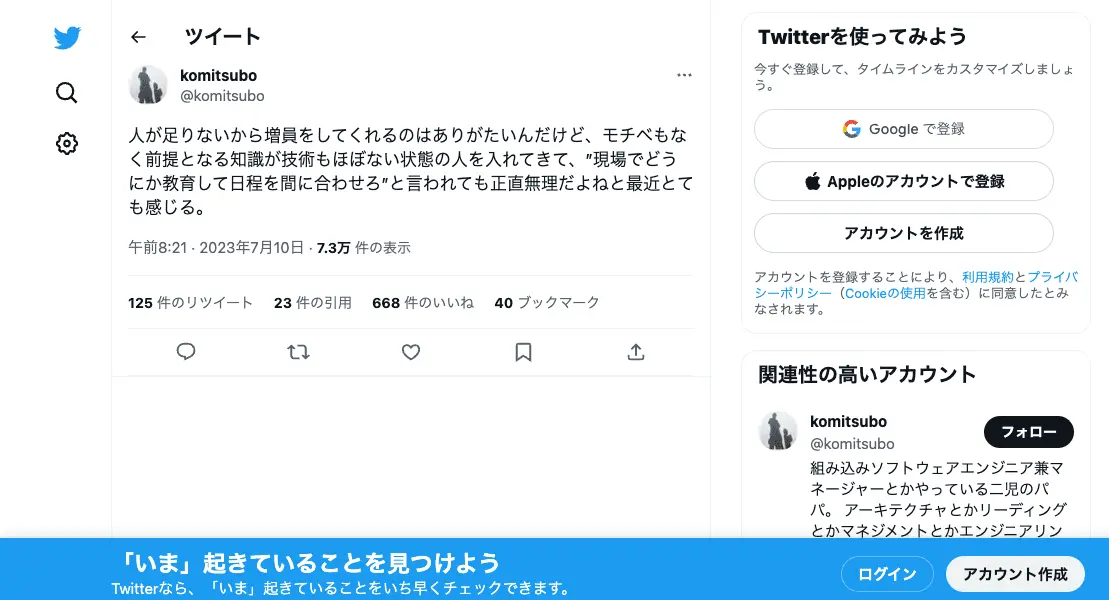 ← ツイート
komitsubo
@komitsubo
人が足りないから増員をしてくれるのはありがたいんだけど、モチベもな
く前提となる知識が技術もほぼない状態の人を入れてきて、”現場でどう
にか教育して日程を間に合わせろ”と言われても正直無理だよねと最近とて
も感じる。
午前8:21 · 2023年7月10日 · 7.3万 件の表示
125 件のリツイート 23 件の引用 668 件のいいね 40 ブックマーク
Twitterを使ってみよう
今すぐ登録して、タイムラインをカスタマイズしましょ
う。
Google で登録
Appleのアカウントで登録
アカウントを作成
アカウントを登録することにより、利用規約とプライバ
シーポリシー（Cookieの使用を含む）に同意したとみ
なされます。
関連性の高いアカウント
komitsubo
@komitsubo
フォロー
組み込みソフトウェアエンジニア兼マ
ネージャーとかやっている二児のパ
パ。 アーキテクチャとかリーディング
とかマネジメントとかエンジニアリン
「いま」起きていることを見つけよう
Twitterなら、「いま」起きていることをいち早くチェックできます。
ログイン
アカウント作成